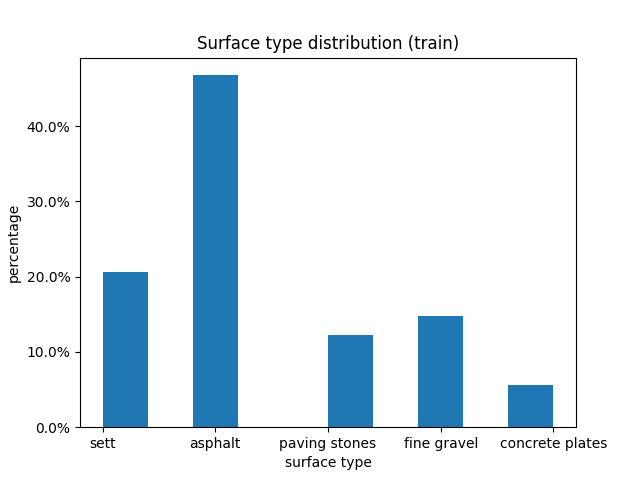 Surface type distribution (train)
40.0%
30.0%
20.0%
10.0%
0.0%
percentage
sett asphalt paving stones fine gravel concrete plates
surface type